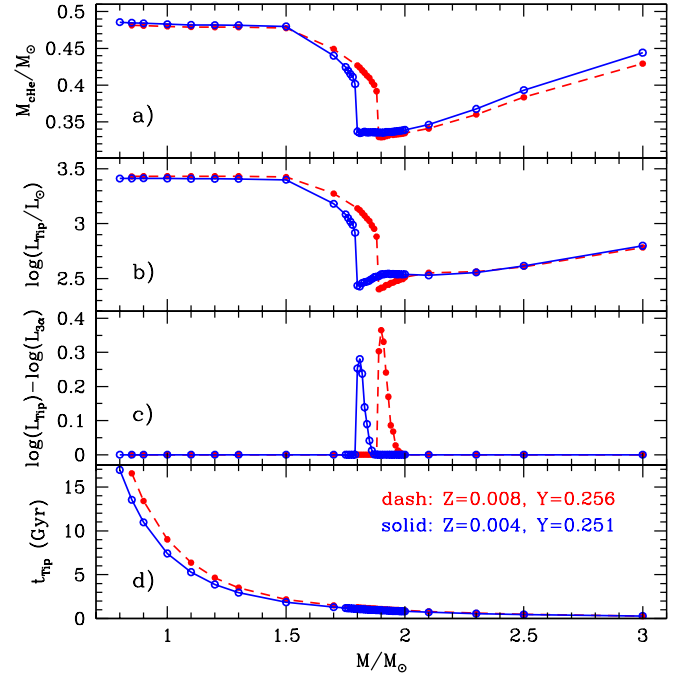 0.5
0.45
0.4
0.35
M_cHe/M_⊙
a)
3.5
3
2.5
log(L_Tip/L_⊙)
b)
0.4
0.3
0.2
0.1
0
log(L_Tip)−log(L_3α)
c)
15
10
5
0
t_Tip (Gyr)
d)
dash: Z=0.008, Y=0.256
solid: Z=0.004, Y=0.251
1 1.5 2 2.5 3
M/M_⊙